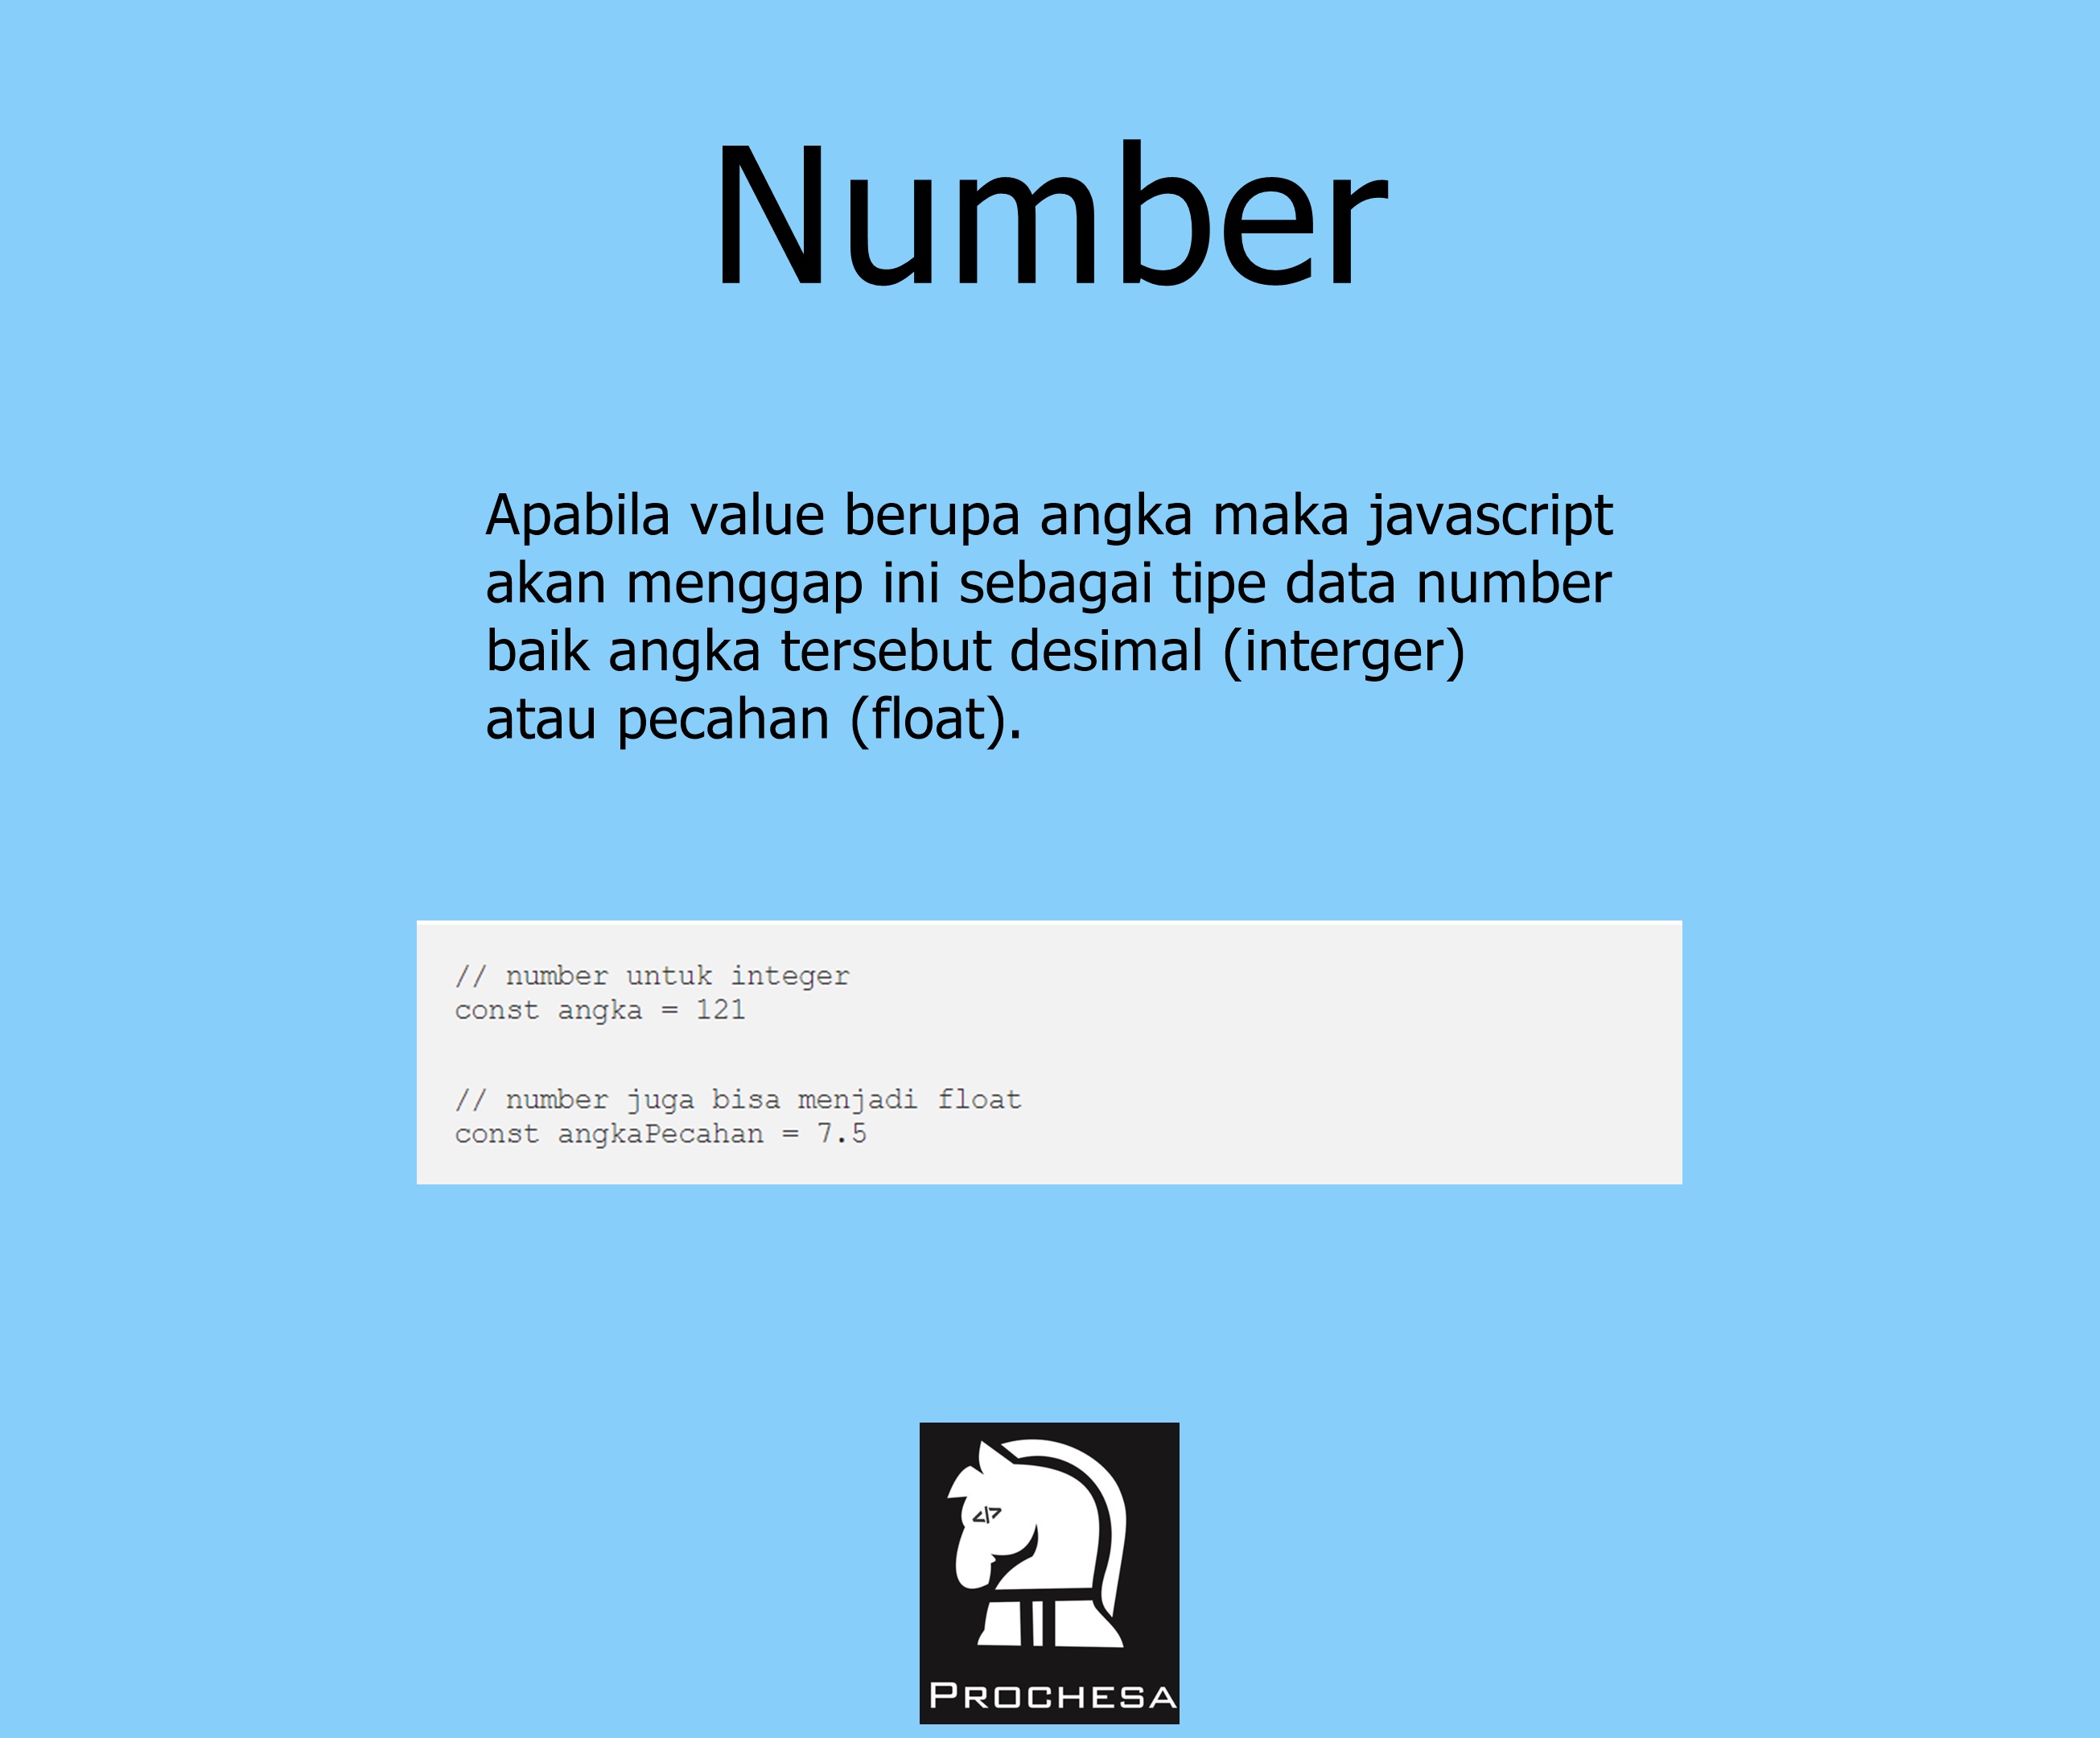 Number
Apabila value berupa angka maka javascript
akan menggap ini sebagai tipe data number
baik angka tersebut desimal (interger)
atau pecahan (float).
// number untuk integer
const angka = 121
// number juga bisa menjadi float
const angkaPecahan = 7.5
</>
PROCHESA